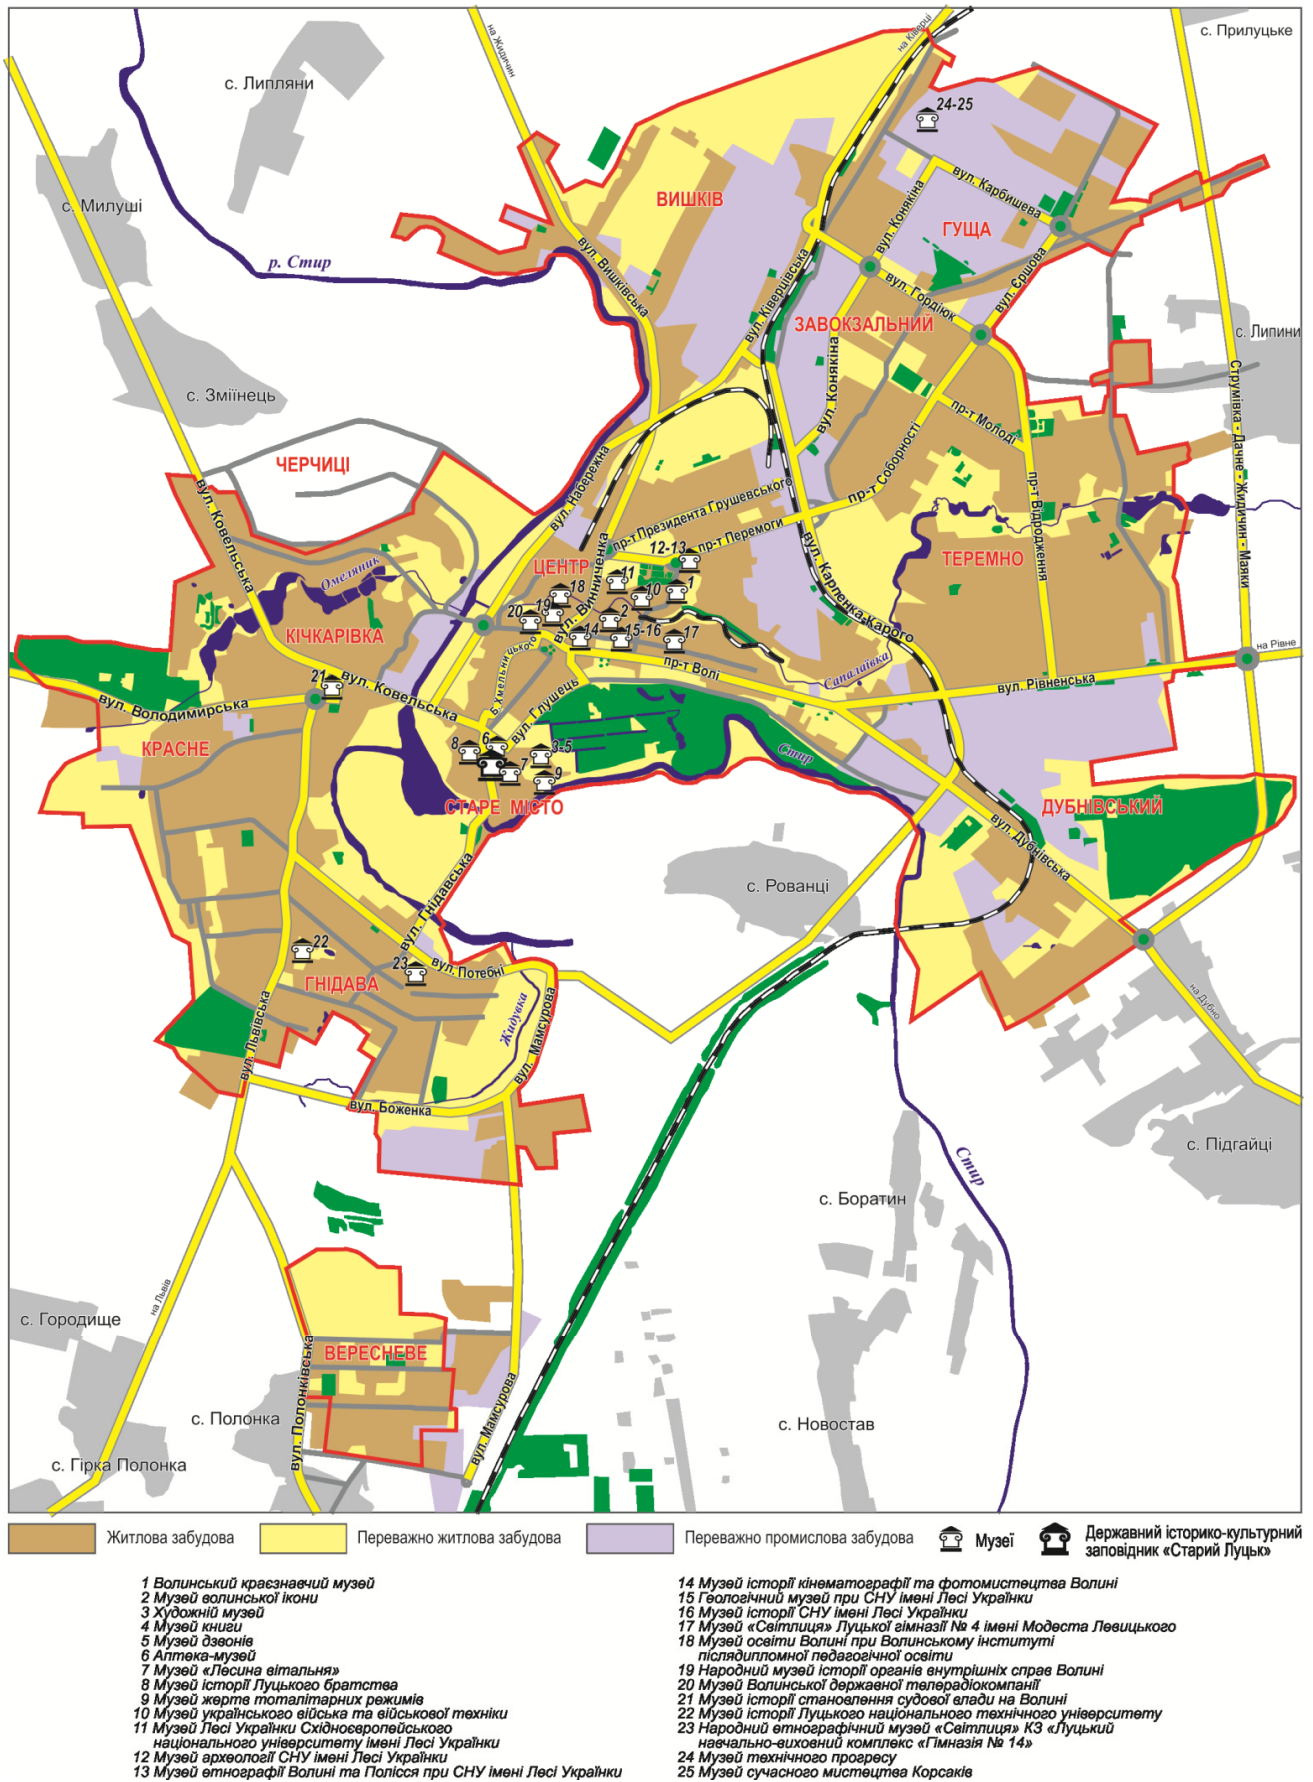 на Жидичин
на Ківерці
с. Прилуцьке
с. Липляни
24-25
вул. Карбишева
ВИШКІВ
вул. Конякіна
с. Милуші
ГУЩА
р. Стир
вул. Вишківська
вул. Ківерцівська
вул. Єршова
вул. Гордіюк
ЗАВОКЗАЛЬНИЙ
с. Липини
вул. Конякіна
Струмівка - Дачне - Жидичин - Маяки
с. Зміїнець
пр-т Молоді
ЧЕРЧИЦІ
пр-т Соборності
вул. Ковельська
вул. Набережна
пр-т Президента Грушевського
пр-т Відродження
пр-т Перемоги
12-13
ТЕРЕМНО
Омеляник
ЦЕНТР
11
18
10
1
вул. Винниченка
вул. Карпенка-Карого
КІЧКАРІВКА
20
19
2
14
15-16
17
на Рівне
Б. Хмельницького
пр-т Волі
Сапалаївка
21
вул. Ковельська
вул. Рівненська
вул. Володимирська
вул. Глушець
КРАСНЕ
8
6
3-5
Стир
7
9
СТАРЕ МІСТО
ДУБНІВСЬКИЙ
вул. Дубнівська
с. Рованці
вул. Гнідавська
22
23
вул. Потебні
ГНІДАВА
на Дубно
вул. Львівська
Жидувка
вул. Мамсурова
вул. Боженка
с. Підгайці
Стир
с. Боратин
на Львів
с. Городище
ВЕРЕСНЕВЕ
вул. Полонківська
вул. Мамсурова
с. Полонка
с. Новостав
с. Гірка Полонка
Житлова забудова
Переважно житлова забудова
Переважно промислова забудова
Музеї
Державний історико-культурний
заповідник «Старий Луцьк»
1 Волинський краєзнавчий музей
2 Музей волинської ікони
3 Художній музей
4 Музей книги
5 Музей дзвонів
6 Аптека-музей
7 Музей «Лесина вітальня»
8 Музей історії Луцького братства
9 Музей жертв тоталітарних режимів
10 Музей українського війська та військової техніки
11 Музей Лесі Українки Східноєвропейського
національного університету імені Лесі Українки
12 Музей археології СНУ імені Лесі Українки
13 Музей етнографії Волині та Полісся при СНУ імені Лесі Українки
14 Музей історії кінематографії та фотомистецтва Волині
15 Геологічний музей при СНУ імені Лесі Українки
16 Музей історії СНУ імені Лесі Українки
17 Музей «Світлиця» Луцької гімназії № 4 імені Модеста Левицького
18 Музей освіти Волині при Волинському інституті
післядипломної педагогічної освіти
19 Народний музей історії органів внутрішніх справ Волині
20 Музей Волинської державної телерадіокомпанії
21 Музей історії становлення судової влади на Волині
22 Музей історії Луцького національного технічного університету
23 Народний етнографічний музей «Світлиця» КЗ «Луцький
навчально-виховний комплекс «Гімназія № 14»
24 Музей технічного прогресу
25 Музей сучасного мистецтва Корсаків